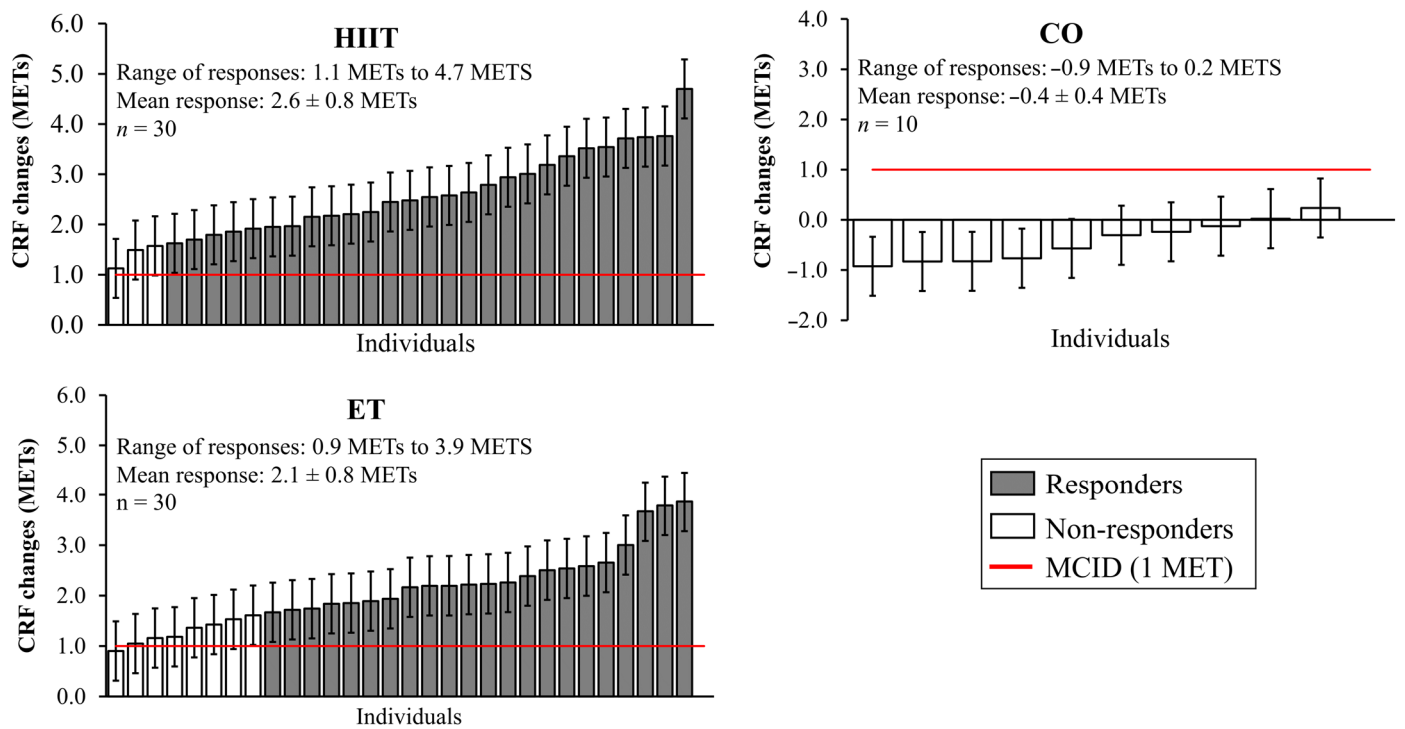 HIIT
Range of responses: 1.1 METs to 4.7 METS
Mean response: 2.6 ± 0.8 METs
n = 30
CRF changes (METs)
6.0
5.0
4.0
3.0
2.0
1.0
0.0
Individuals
CO
Range of responses: –0.9 METs to 0.2 METS
Mean response: –0.4 ± 0.4 METs
n = 10
CRF changes (METs)
4.0
3.0
2.0
1.0
0.0
–1.0
–2.0
Individuals
ET
Range of responses: 0.9 METs to 3.9 METS
Mean response: 2.1 ± 0.8 METs
n = 30
CRF changes (METs)
6.0
5.0
4.0
3.0
2.0
1.0
0.0
Individuals
Responders
Non-responders
MCID (1 MET)